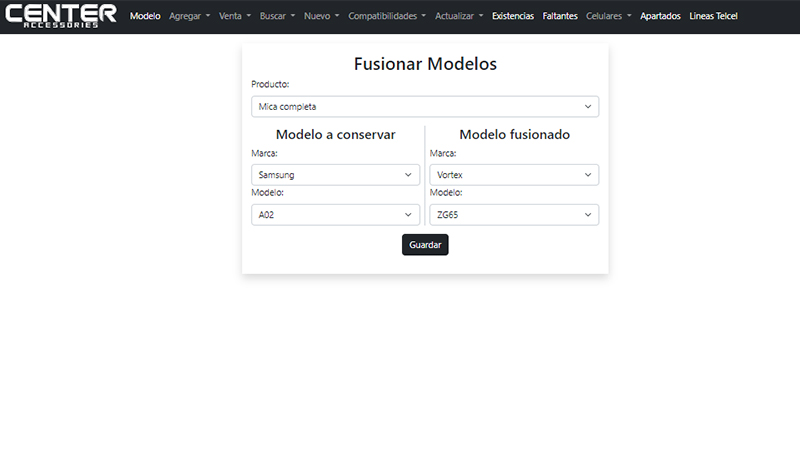 CENTER
ACCESSORIES
Modelo Agregar Venta Buscar Nuevo Compatibilidades Actualizar Existencias Faltantes Celulares Apartados Lineas Telcel
Fusionar Modelos
Producto:
Mica completa
Modelo a conservar
Marca:
Samsung
Modelo:
A02
Modelo fusionado
Marca:
Vortex
Modelo:
ZG65
Guardar